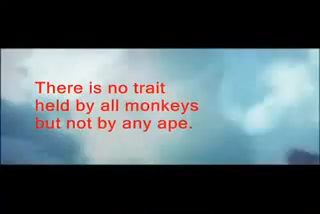 There is no trait
held by all monkeys
but not by any ape.